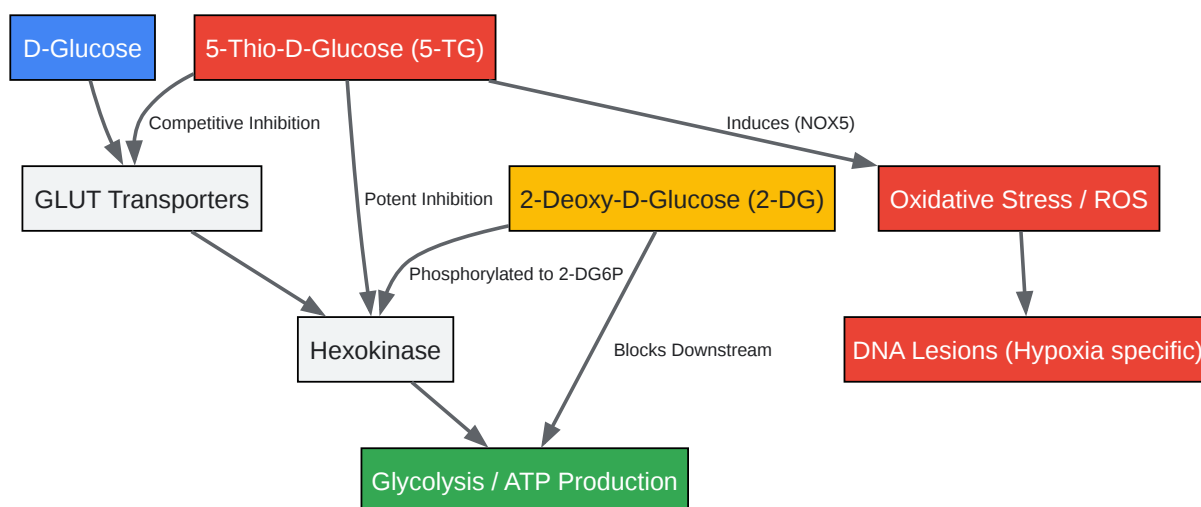 D-Glucose
5-Thio-D-Glucose (5-TG)
Competitive Inhibition
Induces (NOX5)
GLUT Transporters
Potent Inhibition
2-Deoxy-D-Glucose (2-DG)
Oxidative Stress / ROS
Phosphorylated to 2-DG6P
Hexokinase
Blocks Downstream
DNA Lesions (Hypoxia specific)
Glycolysis / ATP Production